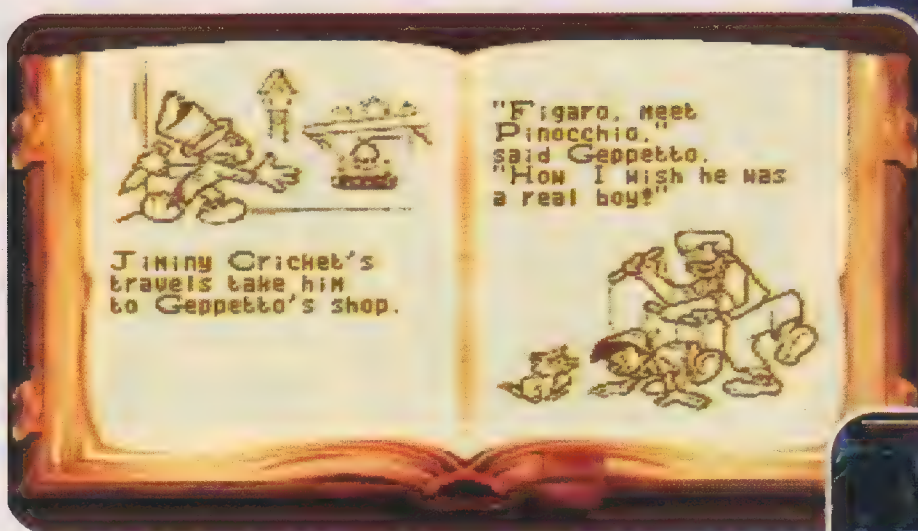 Jiminy Cricket's
travels take him
to Geppetto's shop.
"Figaro, meet
Pinocchio,"
said Geppetto.
"How I wish he was
a real boy!"